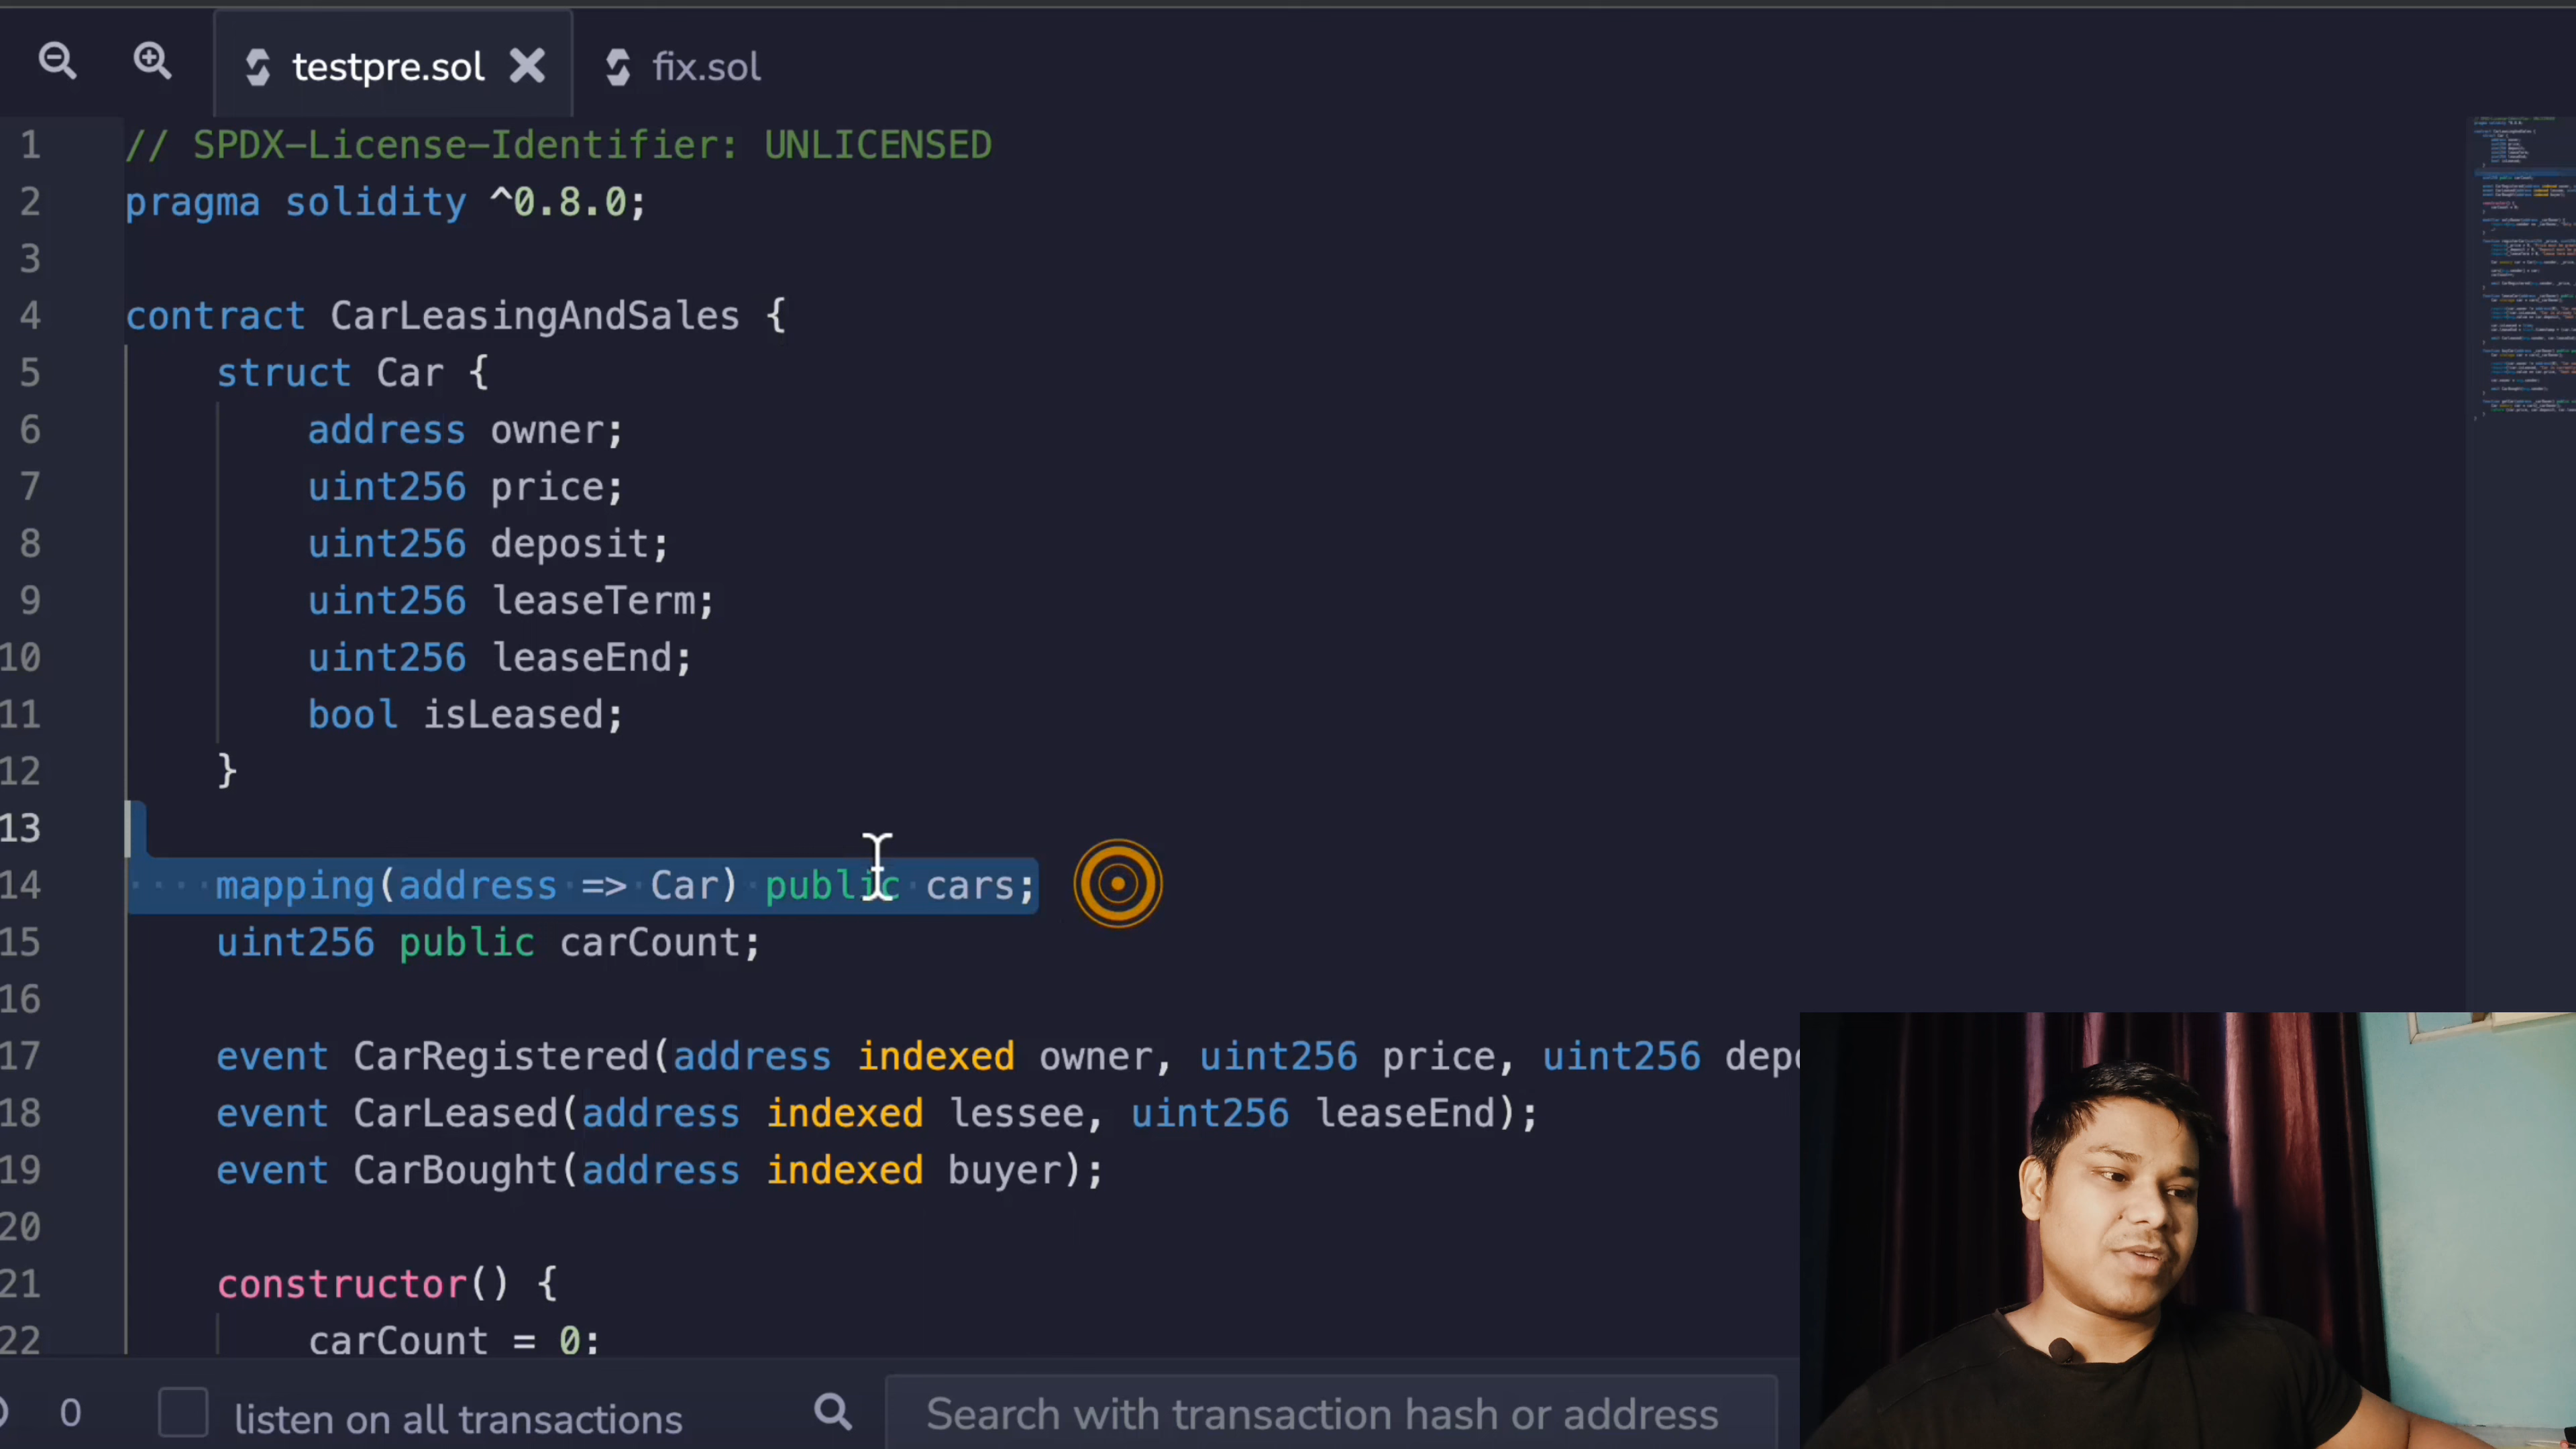 testpre.sol
fix.sol
1 // SPDX-License-Identifier: UNLICENSED
2 pragma solidity ^0.8.0;
3
4 contract CarLeasingAndSales {
5 struct Car {
6 address owner;
7 uint256 price;
8 uint256 deposit;
9 uint256 leaseTerm;
10 uint256 leaseEnd;
11 bool isLeased;
12 }
13
14 mapping(address => Car) public cars;
15 uint256 public carCount;
16
17 event CarRegistered(address indexed owner, uint256 price, uint256
18 event CarLeased(address indexed lessee, uint256 leaseEnd);
19 event CarBought(address indexed buyer);
20
21 constructor() {
22 carCount = 0;
0 listen on all transactions
Search with transaction hash or address